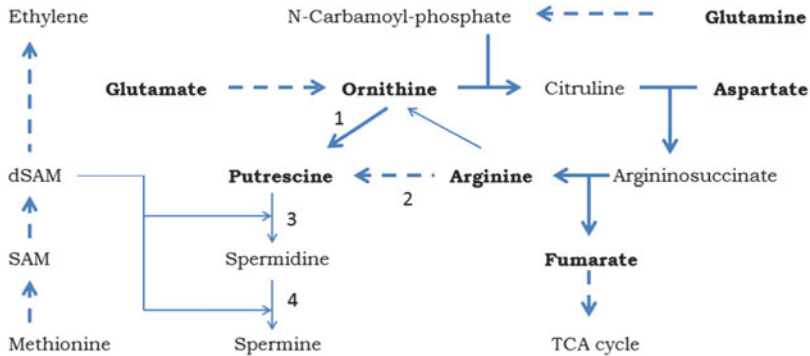 Ethylene
N-Carbamoyl-phosphate
Glutamine
Glutamate
Ornithine
Citruline
Aspartate
1
dSAM
Putrescine
Arginine
Argininosuccinate
2
3
SAM
Spermidine
Fumarate
4
Methionine
Spermine
TCA cycle